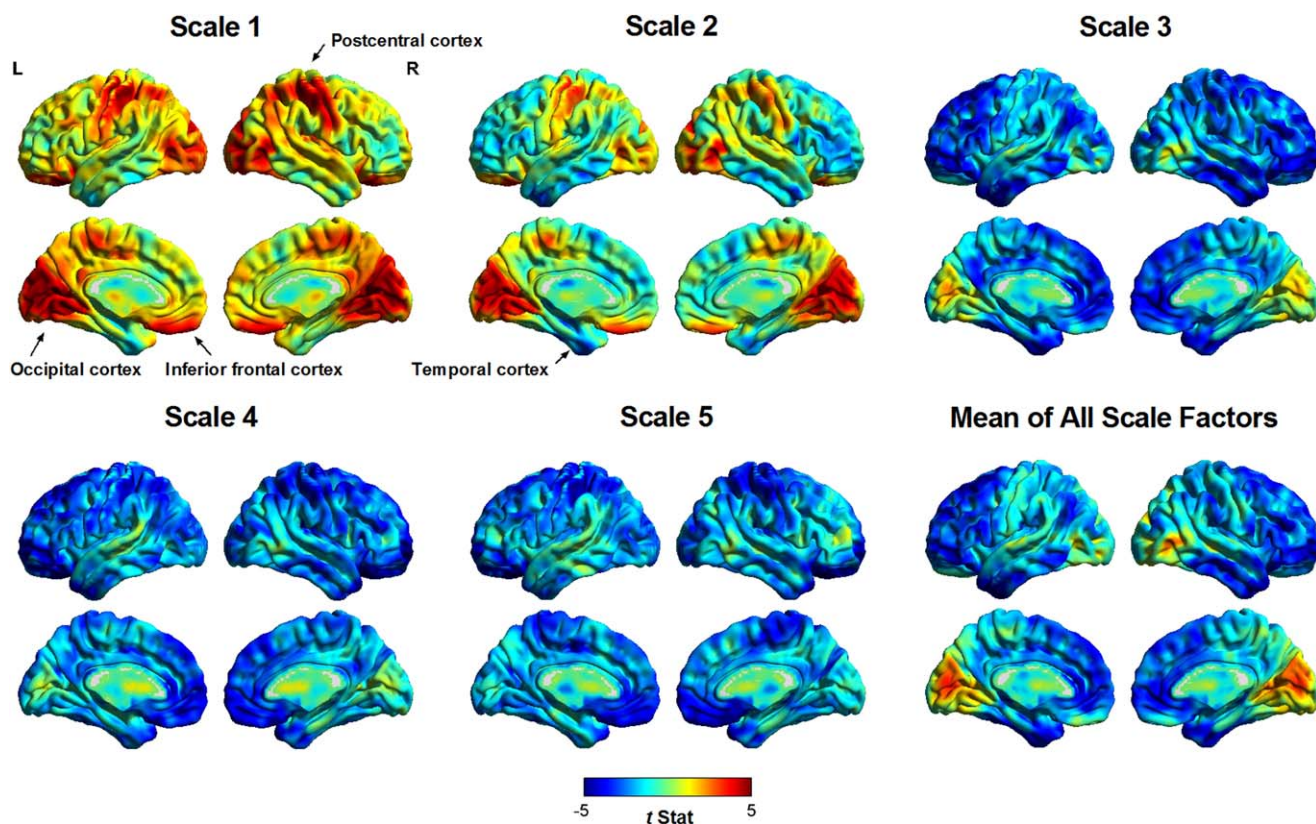 Scale 1
Scale 2
Scale 3
Postcentral cortex
L
R
Occipital cortex
Inferior frontal cortex
Temporal cortex
Scale 4
Scale 5
Mean of All Scale Factors
-5
5
t Stat